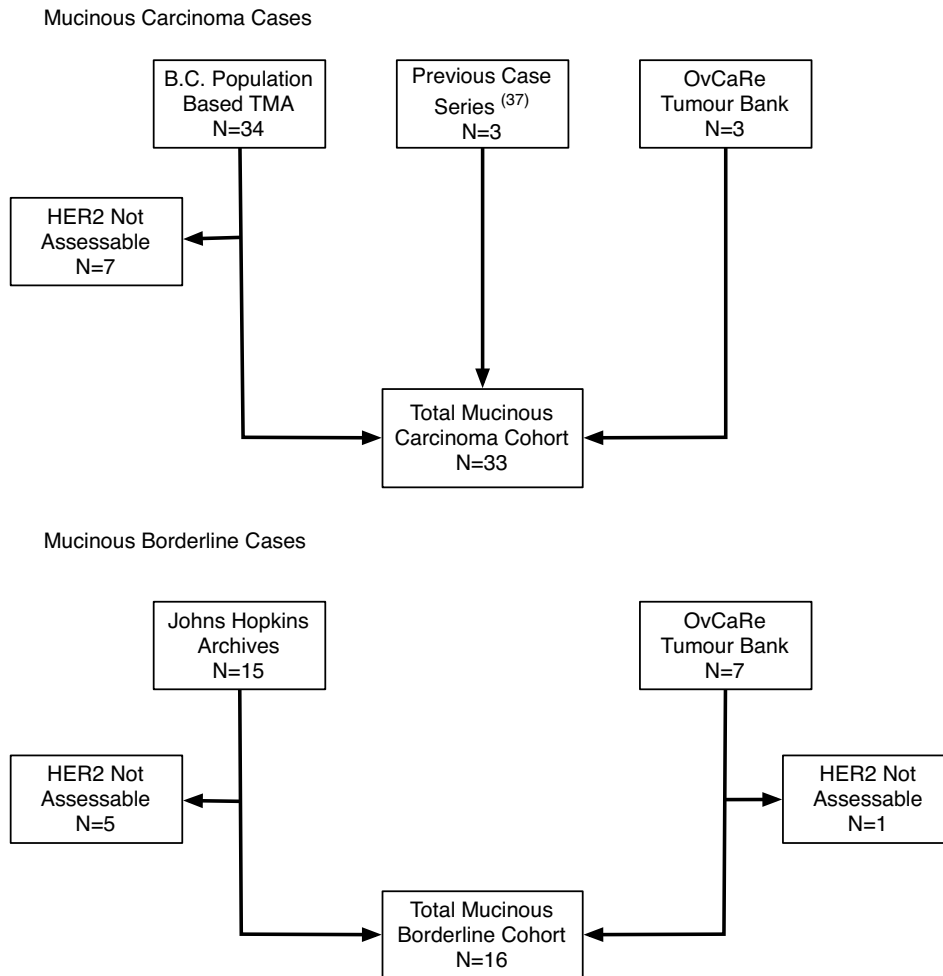 Mucinous Carcinoma Cases
B.C. Population
Based TMA
N=34
Previous Case
Series (37)
N=3
OvCaRe
Tumour Bank
N=3
HER2 Not
Assessable
N=7
Total Mucinous
Carcinoma Cohort
N=33
Mucinous Borderline Cases
Johns Hopkins
Archives
N=15
OvCaRe
Tumour Bank
N=7
HER2 Not
Assessable
N=5
HER2 Not
Assessable
N=1
Total Mucinous
Borderline Cohort
N=16